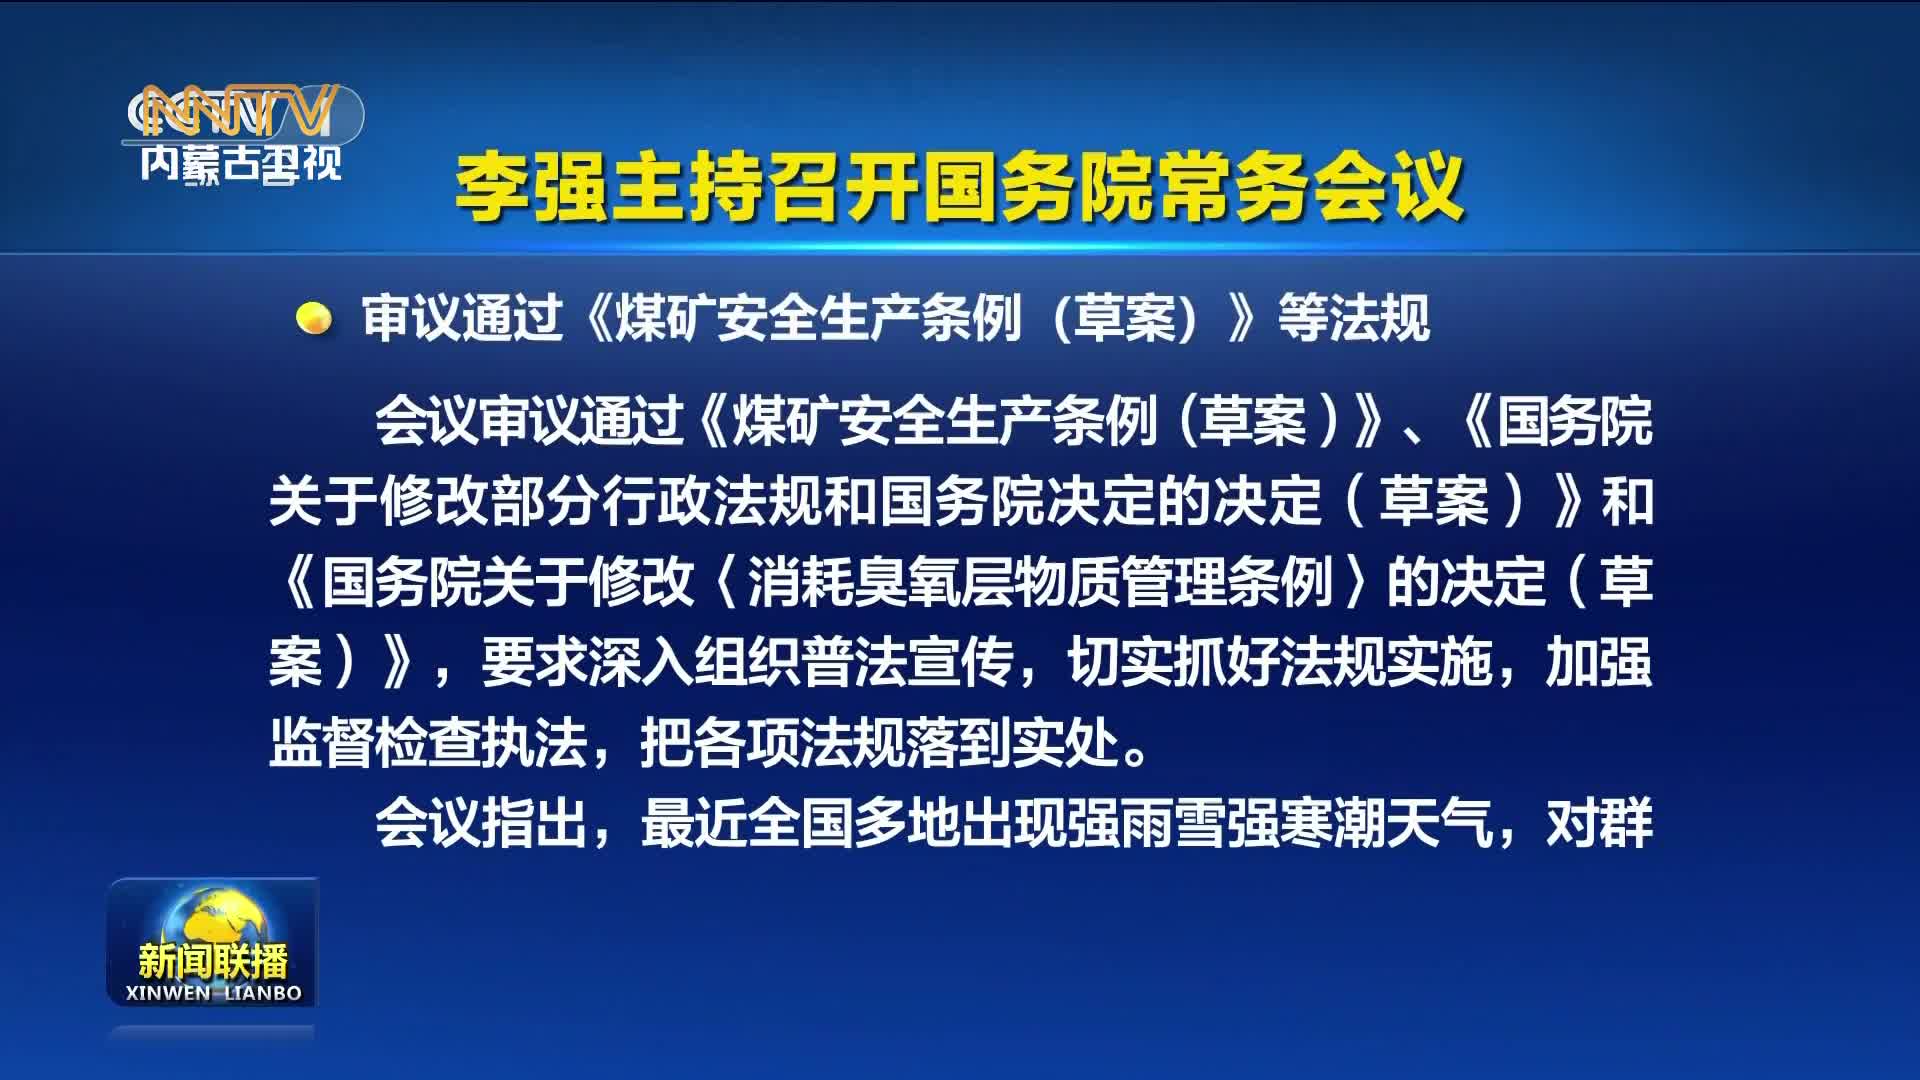 NNTV
内蒙古卫视
李强主持召开国务院常务会议
审议通过《煤矿安全生产条例（草案）》等法规
会议审议通过《煤矿安全生产条例（草案）》、《国务院
关于修改部分行政法规和国务院决定的决定（草案）》和
《国务院关于修改〈消耗臭氧层物质管理条例〉的决定（草
案）》，要求深入组织普法宣传，切实抓好法规实施，加强
监督检查执法，把各项法规落到实处。
会议指出，最近全国多地出现强雨雪强寒潮天气，对群
新闻联播
XINWEN LIANBO